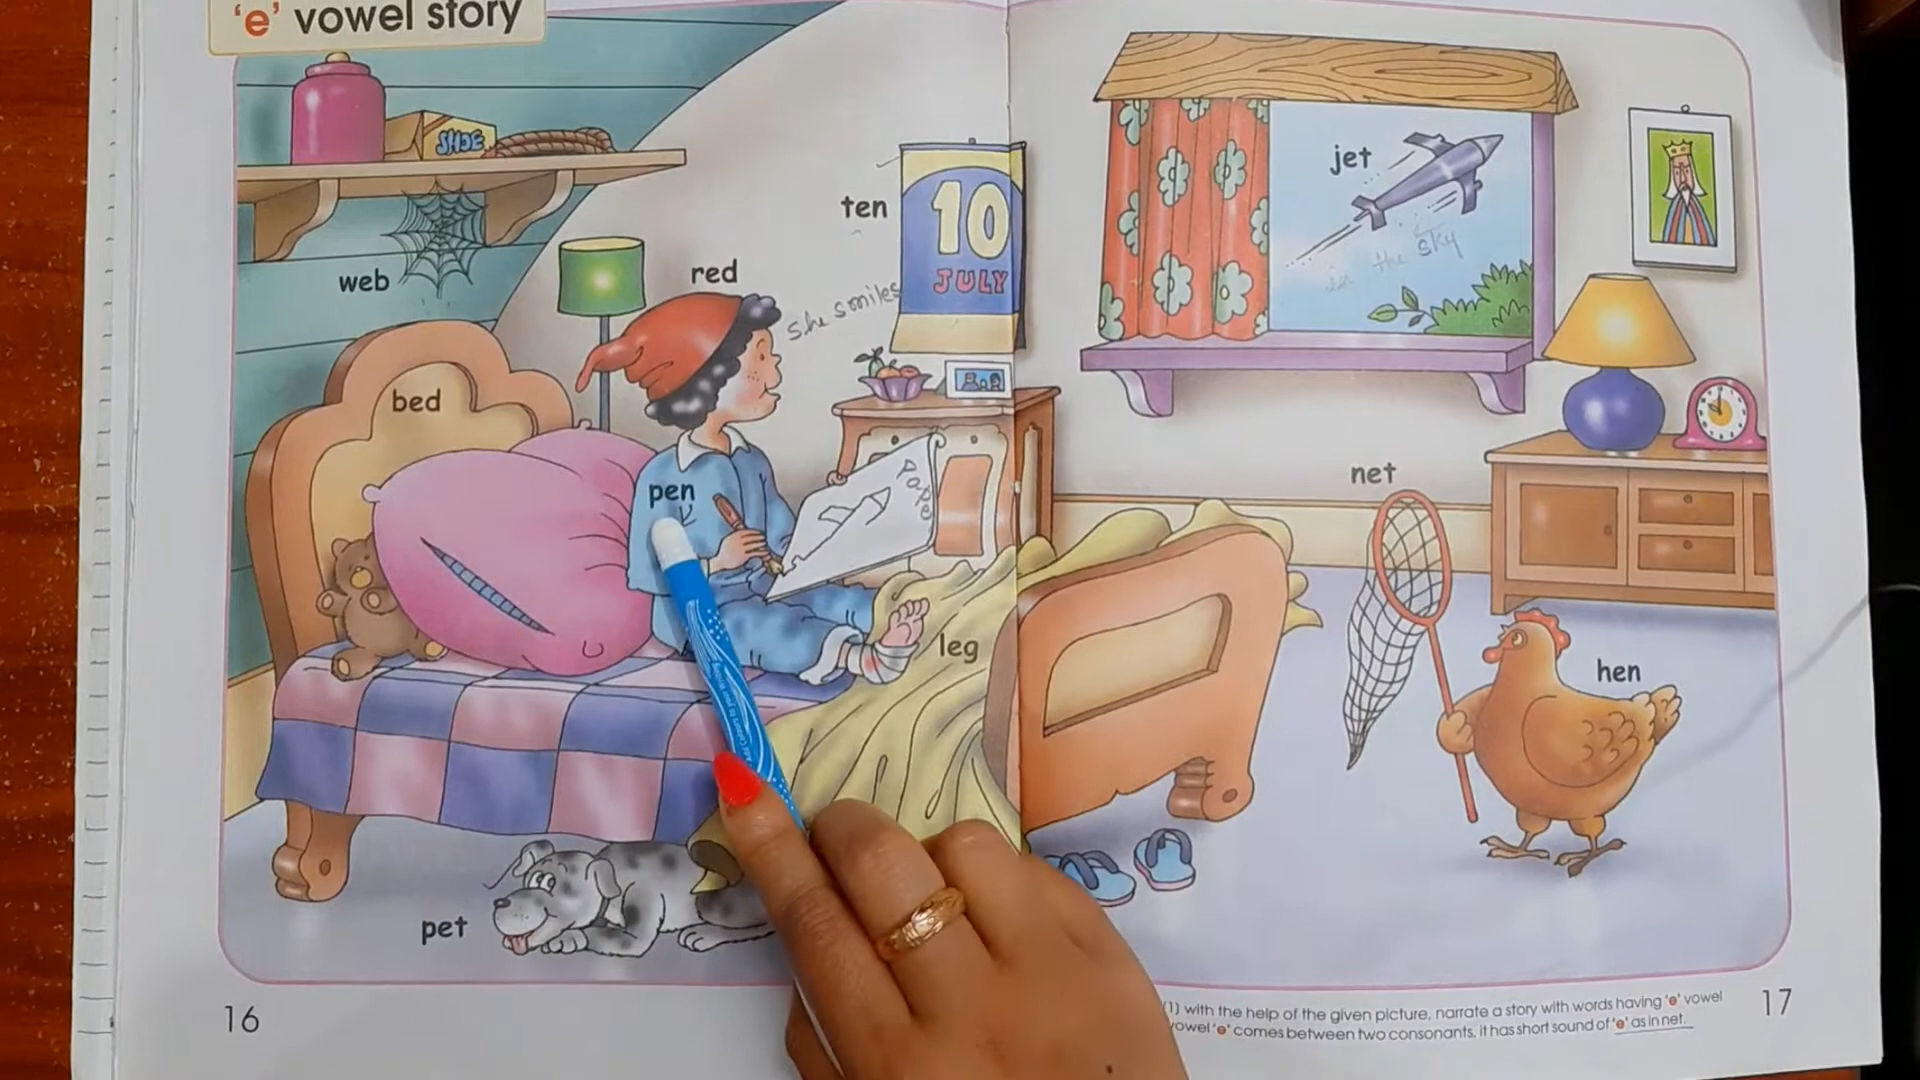 'e' vowel story
SHOE
web
bed
red
She smiles
ten
10
JULY
pen
Pape
leg
pet
16
jet
in the sky
net
hen
(1) with the help of the given picture, narrate a story with words having 'e' vowel
vowel 'e' comes between two consonants, it has short sound of 'e' as in net.
17